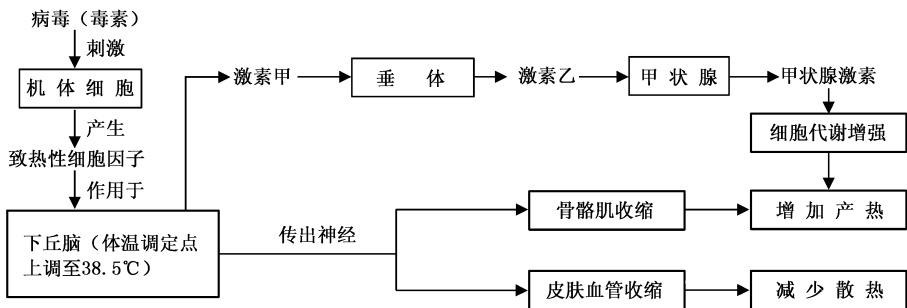 病毒（毒素）
刺激
机体细胞
产生
致热性细胞因子
作用于
下丘脑（体温调定点
上调至38.5℃）
激素甲
垂体
激素乙
甲状腺
甲状腺激素
细胞代谢增强
传出神经
骨骼肌收缩
增加产热
皮肤血管收缩
减少散热